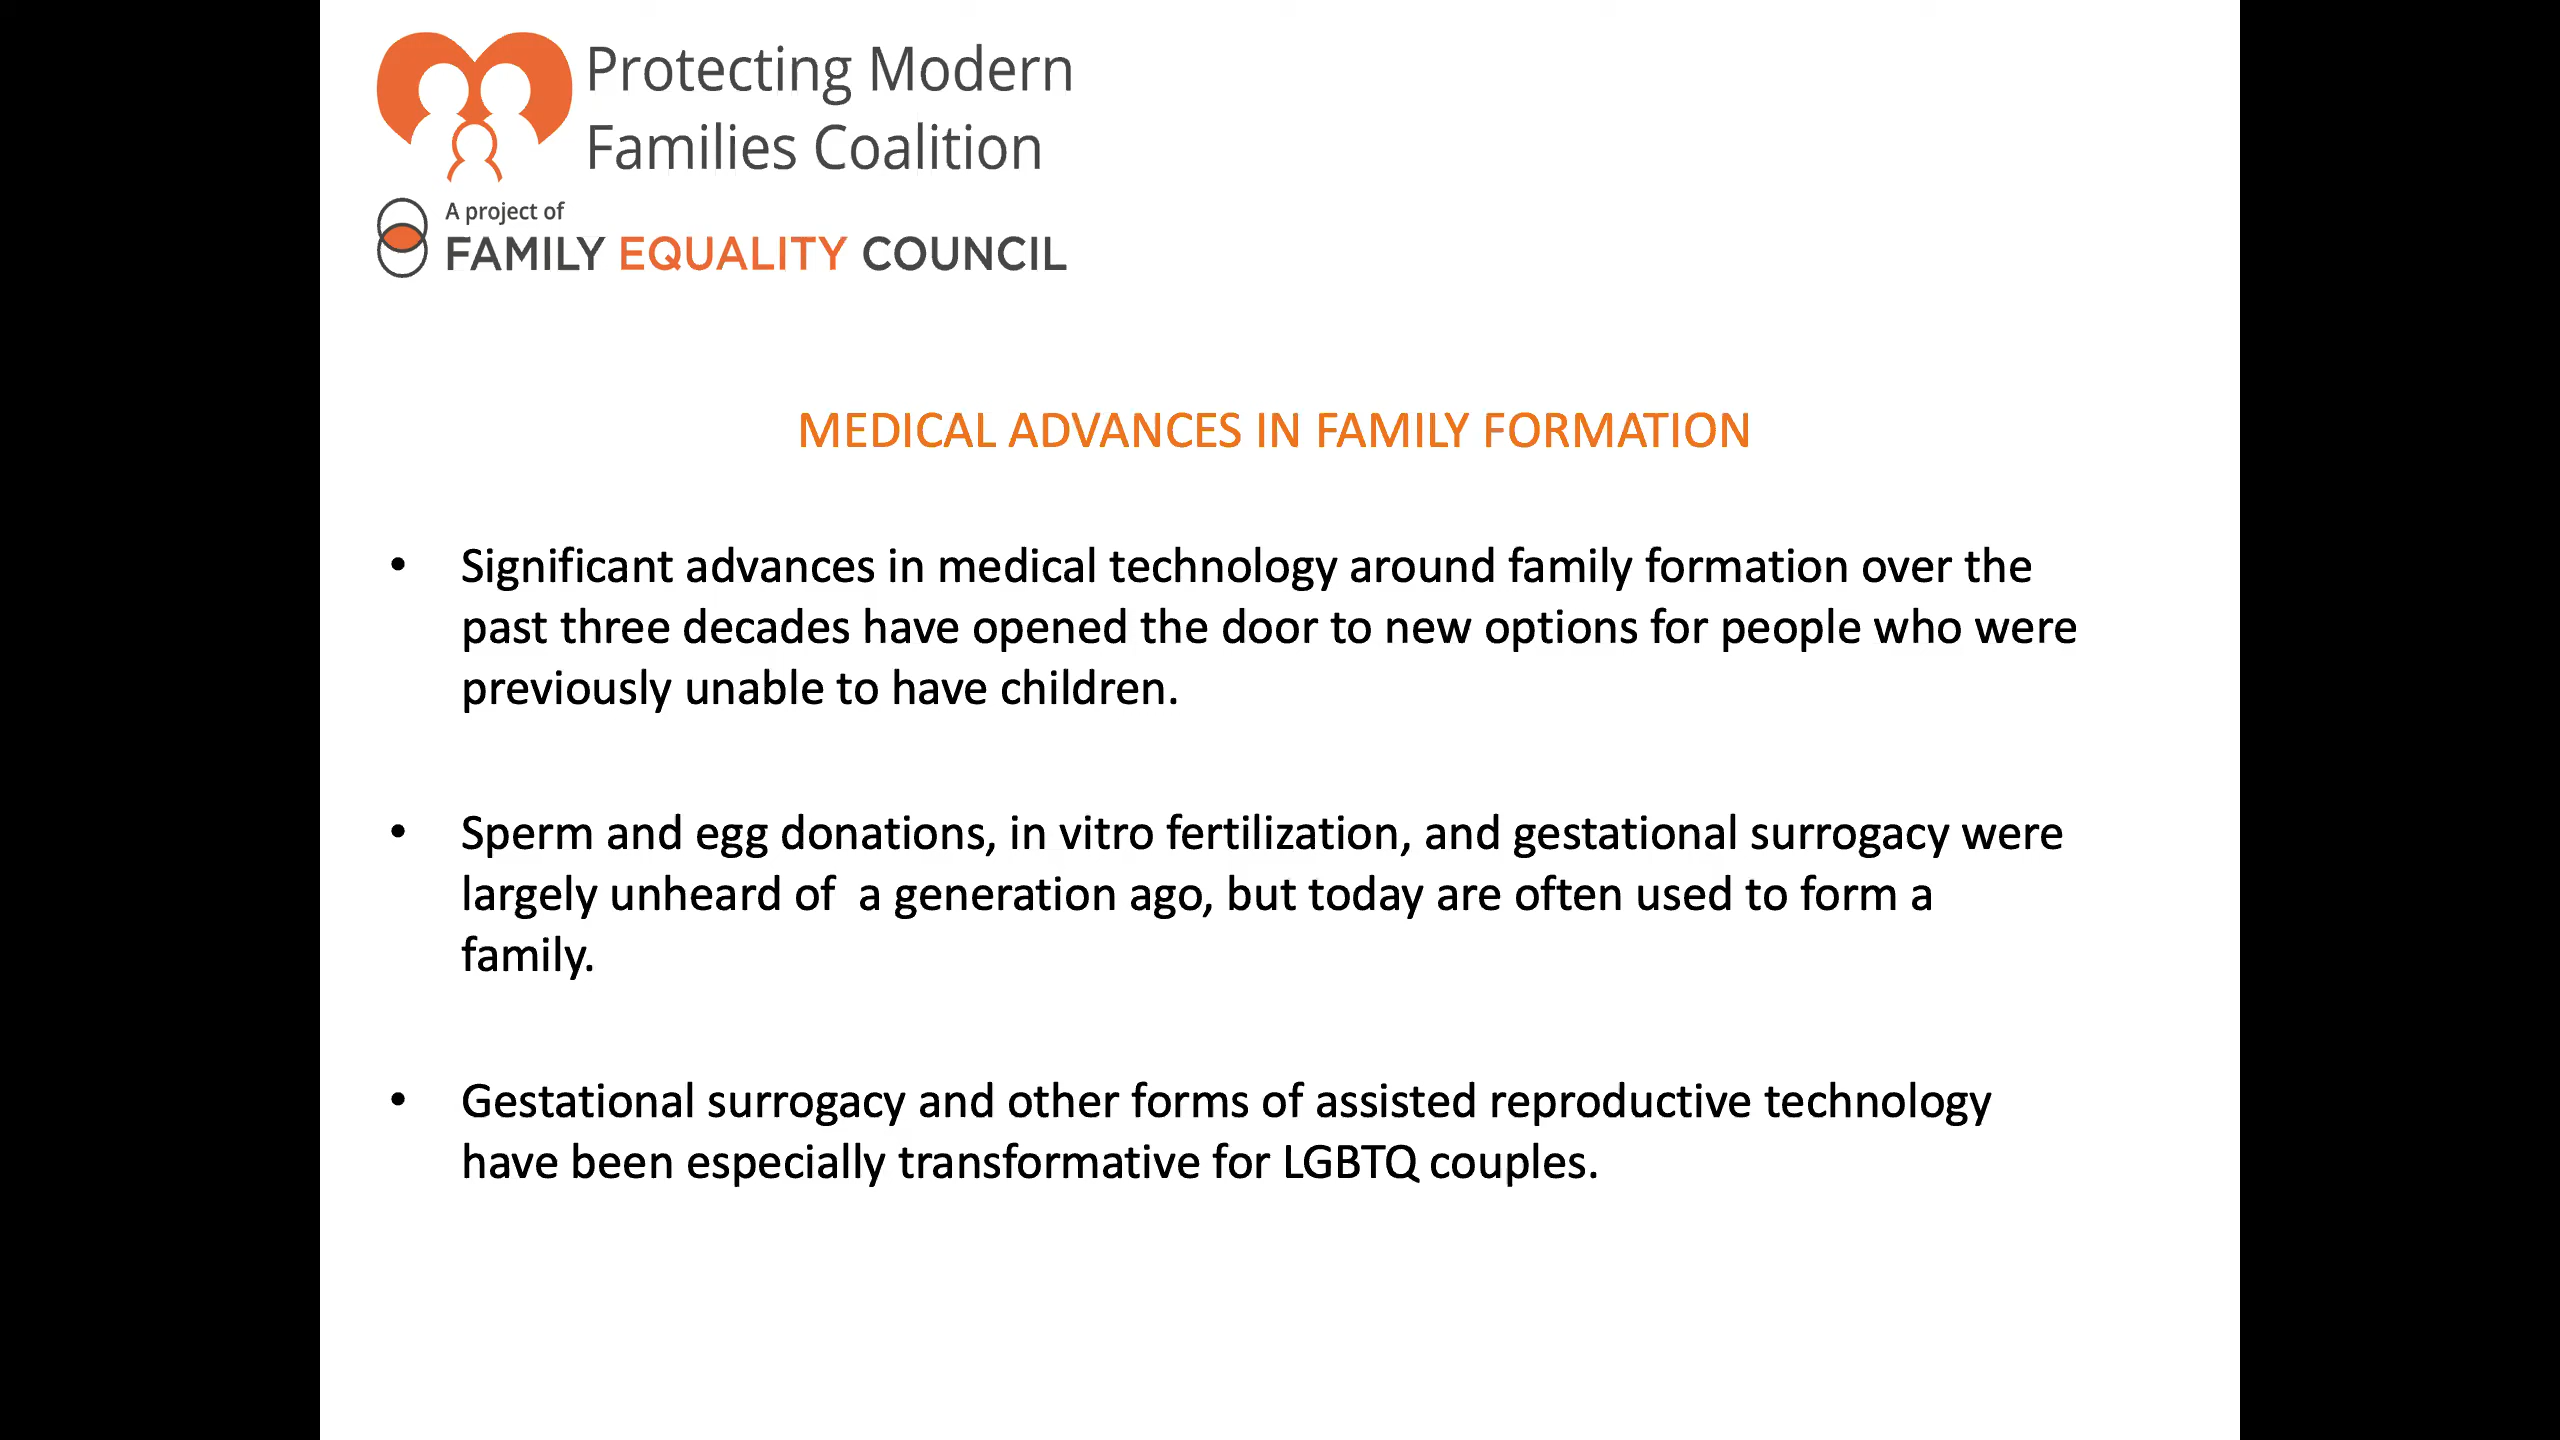 Protecting Modern
Families Coalition
A project of
FAMILY EQUALITY COUNCIL
MEDICAL ADVANCES IN FAMILY FORMATION
• Significant advances in medical technology around family formation over the
past three decades have opened the door to new options for people who were
previously unable to have children.
• Sperm and egg donations, in vitro fertilization, and gestational surrogacy were
largely unheard of  a generation ago, but today are often used to form a
family.
• Gestational surrogacy and other forms of assisted reproductive technology
have been especially transformative for LGBTQ couples.